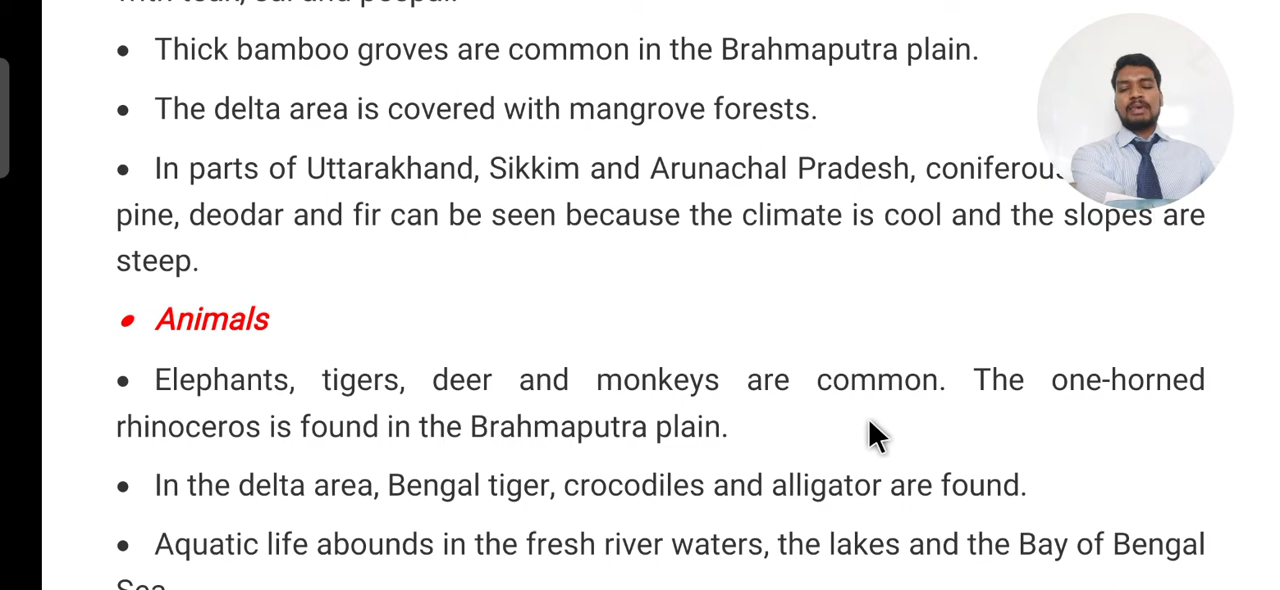 • Thick bamboo groves are common in the Brahmaputra plain.
• The delta area is covered with mangrove forests.
• In parts of Uttarakhand, Sikkim and Arunachal Pradesh,
pine, deodar and fir can be seen because the climate is cool and the slopes are
steep.
• Animals
• Elephants, tigers, deer and monkeys are common. The one-horned
rhinoceros is found in the Brahmaputra plain.
• In the delta area, Bengal tiger, crocodiles and alligator are found.
• Aquatic life abounds in the fresh river waters, the lakes and the Bay of Bengal